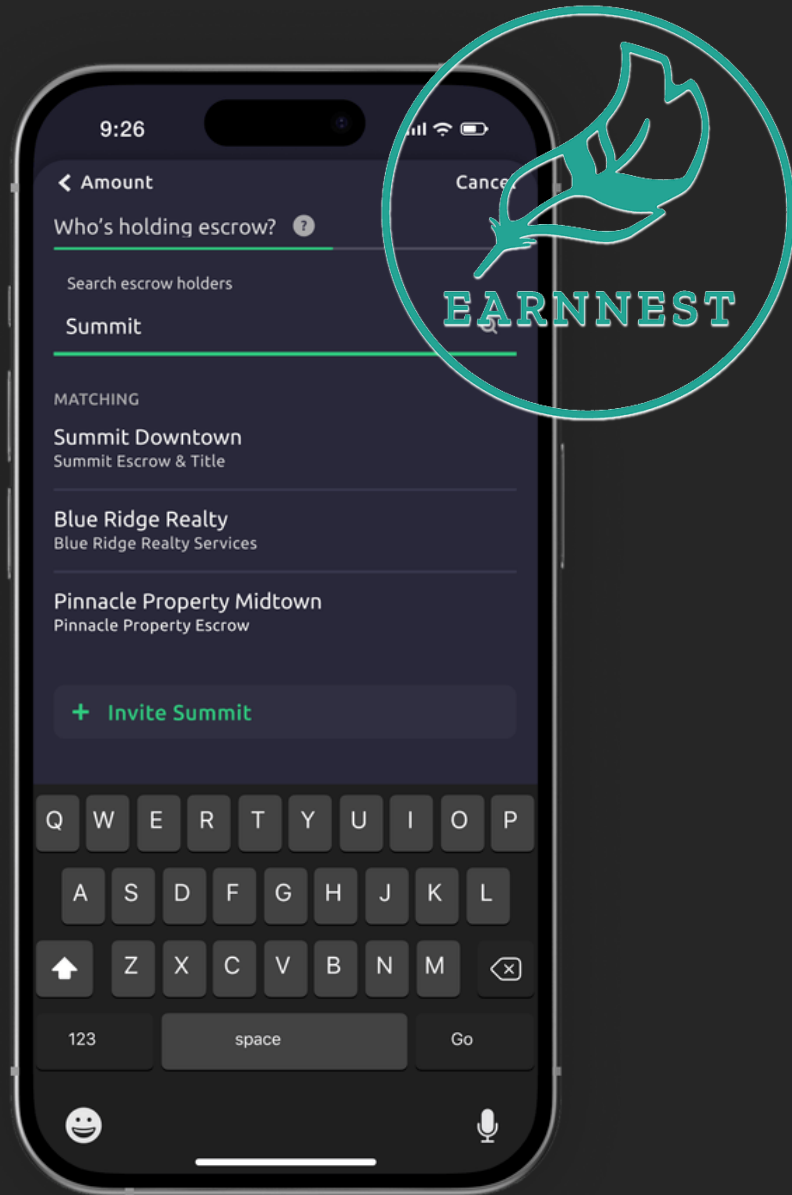 9:26
Amount
Cancel
Who's holding escrow? ?
Search escrow holders
Summit
EARNNEST
MATCHING
Summit Downtown
Summit Escrow & Title
Blue Ridge Realty
Blue Ridge Realty Services
Pinnacle Property Midtown
Pinnacle Property Escrow
+ Invite Summit
Q W E R T Y U I O P
A S D F G H J K L
Z X C V B N M
123 space Go